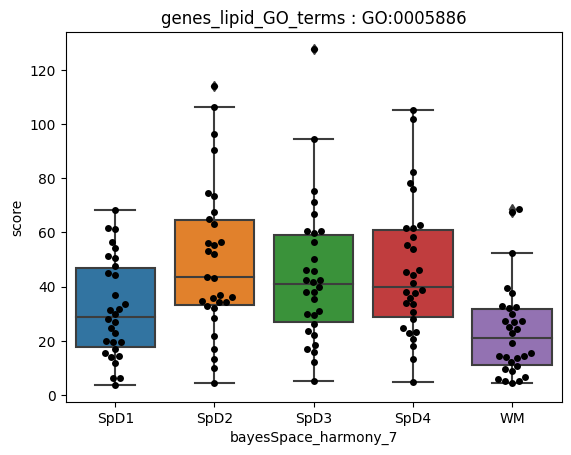 genes_lipid_GO_terms : GO:0005886
score
120
100
80
60
40
20
0
SpD1 SpD2 SpD3 SpD4 WM
bayesSpace_harmony_7